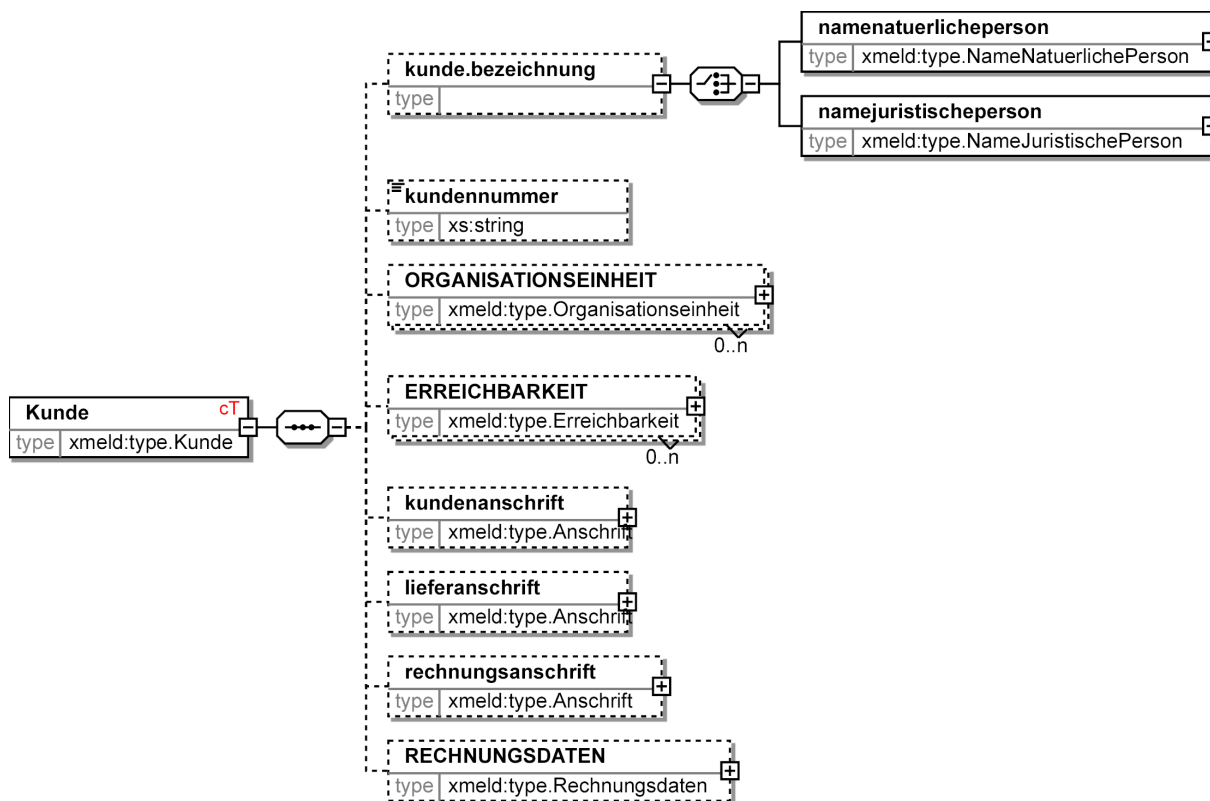 namenatuerlicheperson
type xmeld:type.NameNatuerlichePerson
kunde.bezeichnung
type
namejuristischeperson
type xmeld:type.NameJuristischePerson
kundennummer
type xs:string
ORGANISATIONSEINHEIT
type xmeld:type.Organisationseinheit
0..n
ERREICHBARKEIT
type xmeld:type.Erreichbarkeit
0..n
Kunde cT
type xmeld:type.Kunde
kundenanschrift
type xmeld:type.Anschrift
lieferanschrift
type xmeld:type.Anschrift
rechnungsanschrift
type xmeld:type.Anschrift
RECHNUNGSDATEN
type xmeld:type.Rechnungsdaten